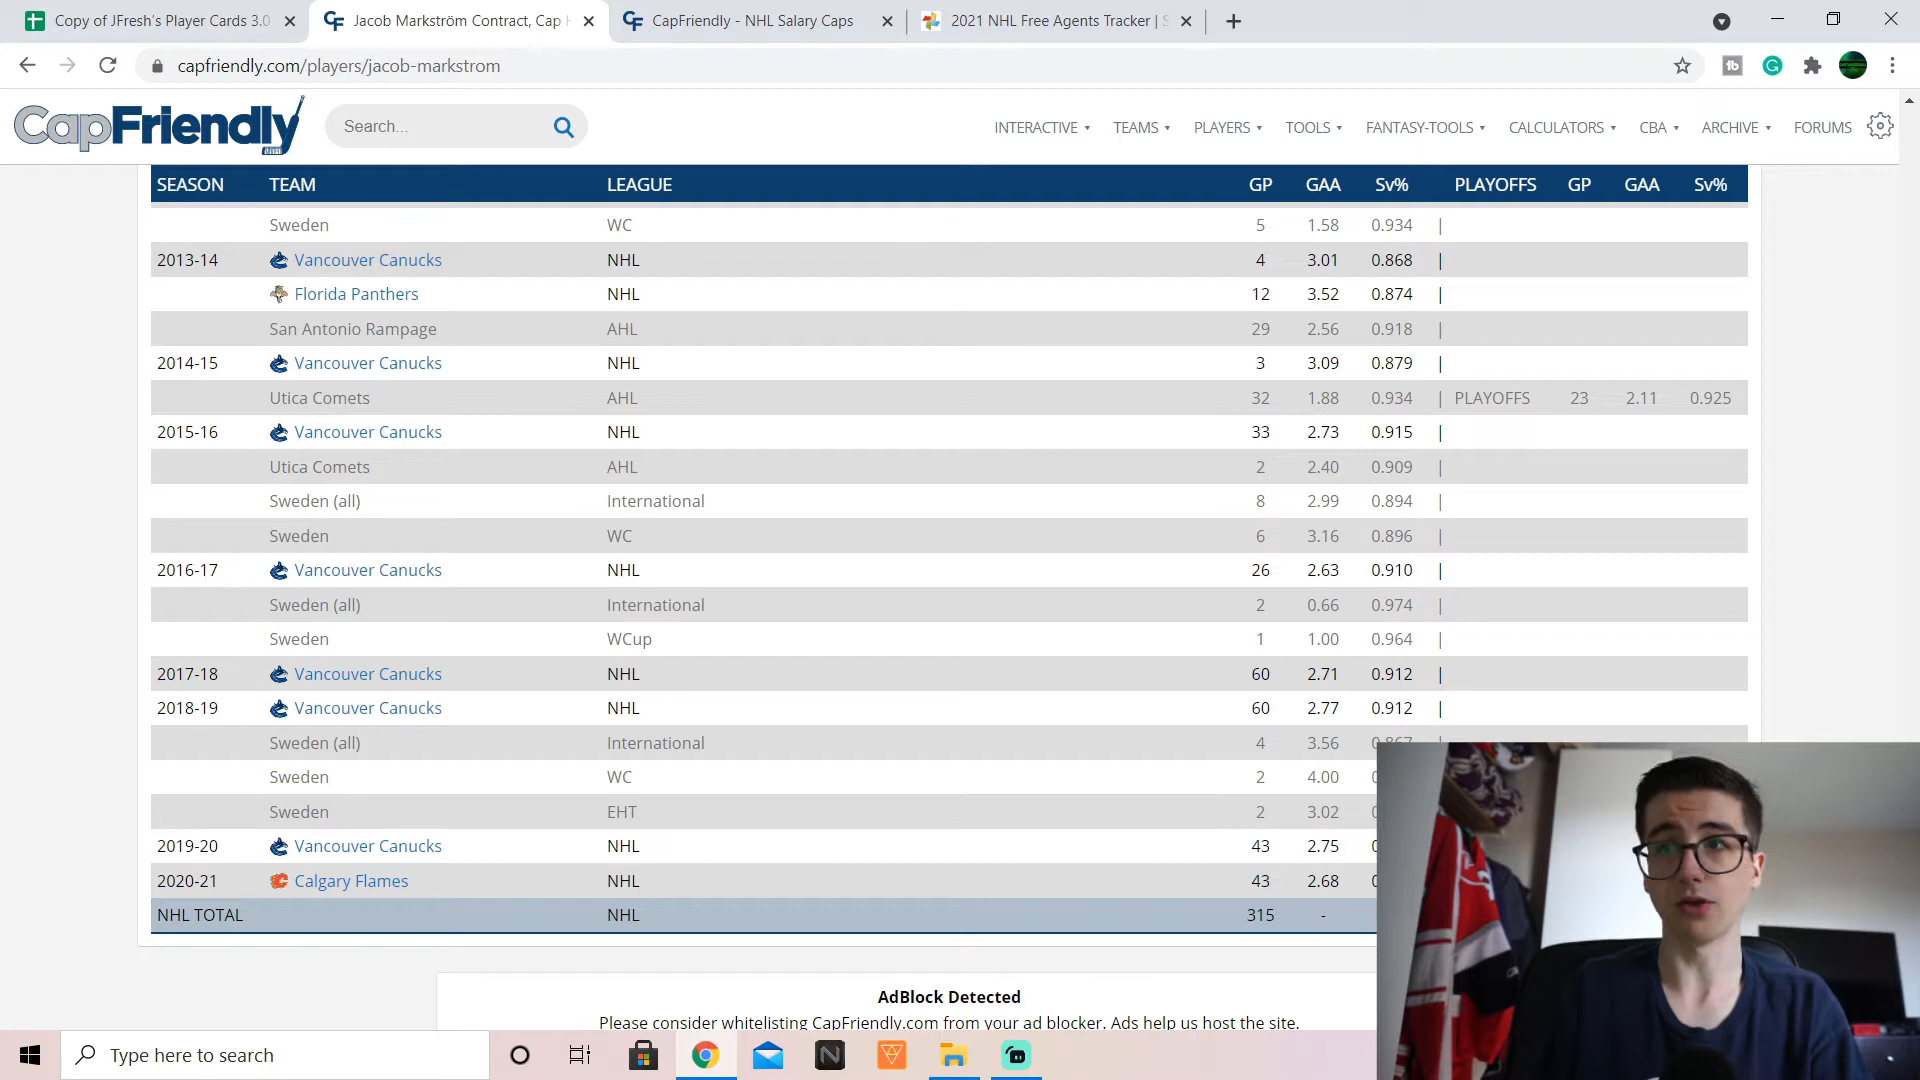 Copy of JFresh's Player Cards 3.0
Jacob Markström Contract, Cap H
CapFriendly - NHL Salary Caps
2021 NHL Free Agents Tracker | S
capfriendly.com/players/jacob-markstrom
CapFriendly
Search...
INTERACTIVE TEAMS PLAYERS TOOLS FANTASY-TOOLS CALCULATORS CBA ARCHIVE FORUMS
SEASON TEAM LEAGUE GP GAA Sv% PLAYOFFS GP GAA Sv%
Sweden WC 5 1.58 0.934 |
2013-14 Vancouver Canucks NHL 4 3.01 0.868 |
Florida Panthers NHL 12 3.52 0.874 |
San Antonio Rampage AHL 29 2.56 0.918 |
2014-15 Vancouver Canucks NHL 3 3.09 0.879 |
Utica Comets AHL 32 1.88 0.934 | PLAYOFFS 23 2.11 0.925
2015-16 Vancouver Canucks NHL 33 2.73 0.915 |
Utica Comets AHL 2 2.40 0.909 |
Sweden (all) International 8 2.99 0.894 |
Sweden WC 6 3.16 0.896 |
2016-17 Vancouver Canucks NHL 26 2.63 0.910 |
Sweden (all) International 2 0.66 0.974 |
Sweden WCup 1 1.00 0.964 |
2017-18 Vancouver Canucks NHL 60 2.71 0.912 |
2018-19 Vancouver Canucks NHL 60 2.77 0.912 |
Sweden (all) International 4 3.56
Sweden WC 2 4.00
Sweden EHT 2 3.02
2019-20 Vancouver Canucks NHL 43 2.75
2020-21 Calgary Flames NHL 43 2.68
NHL TOTAL NHL 315 -
AdBlock Detected
Please consider whitelisting CapFriendly.com from your ad blocker. Ads help us host the site.
Type here to search